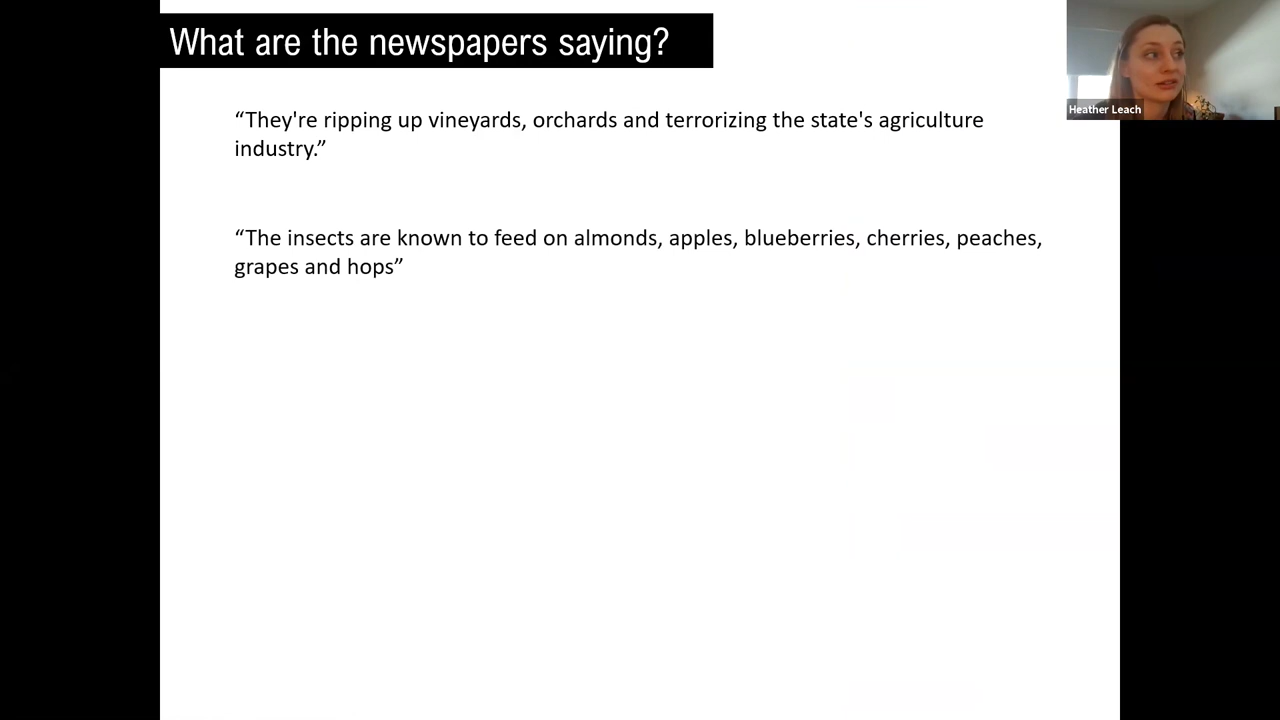 What are the newspapers saying?
Heather Leach
“They're ripping up vineyards, orchards and terrorizing the state's agriculture
industry.”
“The insects are known to feed on almonds, apples, blueberries, cherries, peaches,
grapes and hops”